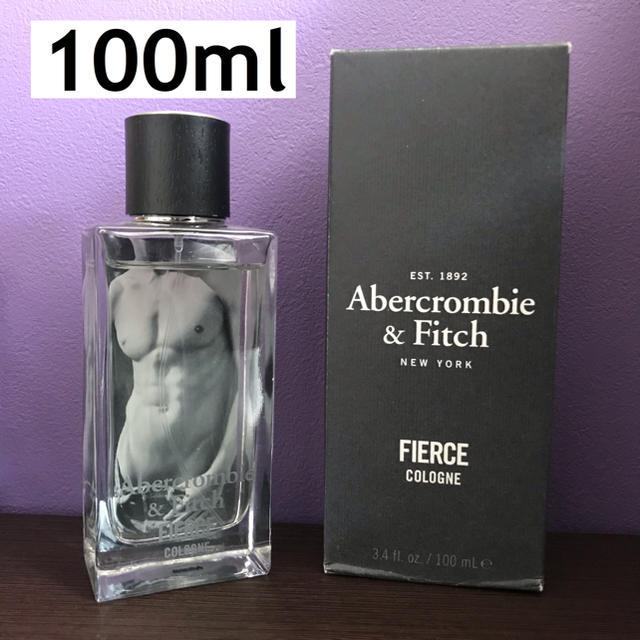 100ml
EST. 1892
Abercrombie
& Fitch
NEW YORK
FIERCE
COLOGNE
3.4 fl. oz. / 100 mL ℮
Abercrombie
& Fitch
FIERCE
COLOGNE